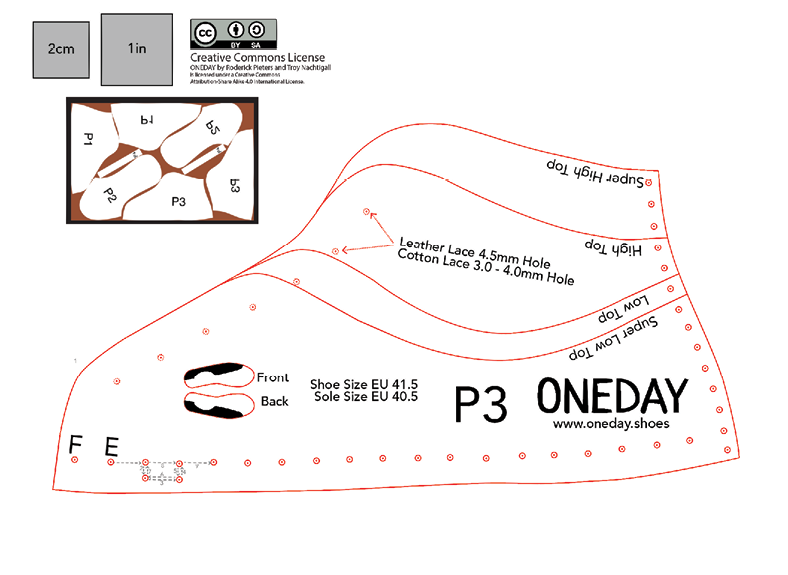 2cm
1in
cc
BY SA
Creative Commons License
ONEDAY by Roderick Pieters and Troy Nachtigall
is licensed under a Creative Commons
Attribution-Share Alike 4.0 International License.
P1
P1
b5
P2
P3
b3
Super High Top
High Top
Leather Lace 4.5mm Hole
Cotton Lace 3.0 - 4.0mm Hole
Low Top
Super Low Top
Front
Back
Shoe Size EU 41.5
Sole Size EU 40.5
P3
ONEDAY
www.oneday.shoes
F
E